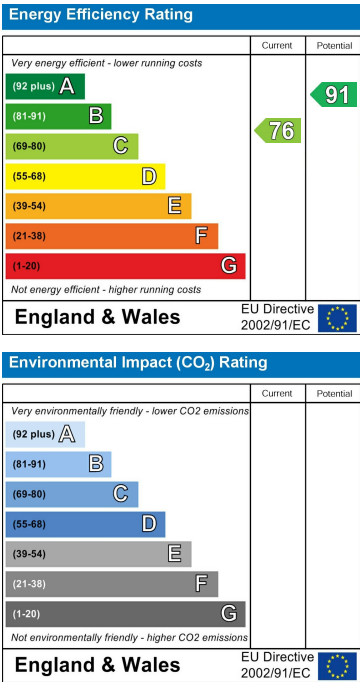 Energy Efficiency Rating
Current Potential
Very energy efficient - lower running costs
(92 plus) A
91
(81-91) B
76
(69-80) C
(55-68) D
(39-54) E
(21-38) F
(1-20) G
Not energy efficient - higher running costs
England & Wales
EU Directive
2002/91/EC
Environmental Impact (CO₂) Rating
Current Potential
Very environmentally friendly - lower CO2 emissions
(92 plus) A
(81-91) B
(69-80) C
(55-68) D
(39-54) E
(21-38) F
(1-20) G
Not environmentally friendly - higher CO2 emissions
England & Wales
EU Directive
2002/91/EC